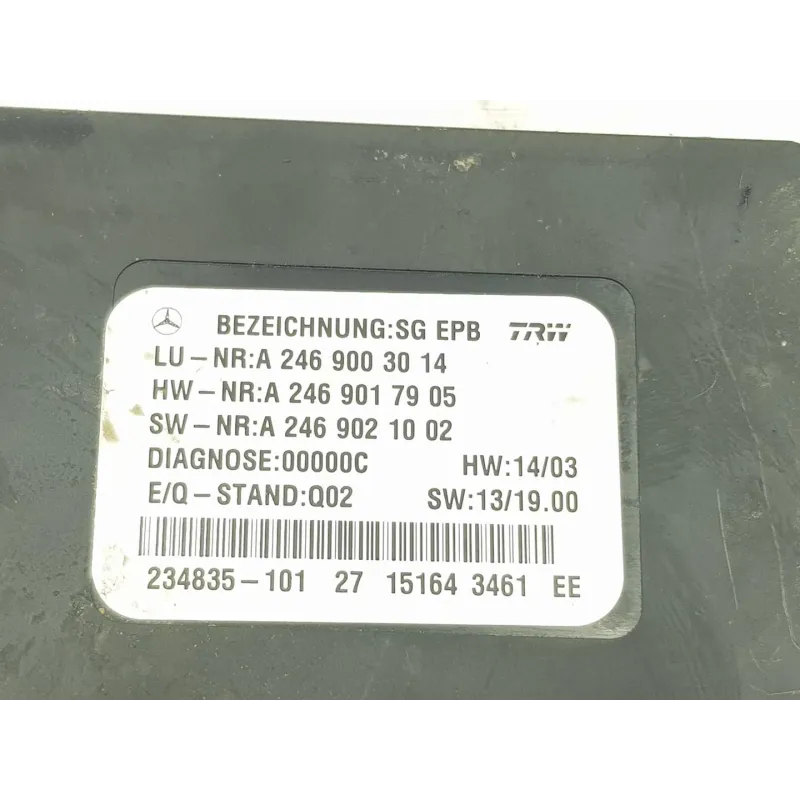 BEZEICHNUNG:SG EPB TRW
LU-NR:A 246 900 30 14
HW-NR:A 246 901 79 05
SW-NR:A 246 902 10 02
DIAGNOSE:00000C HW:14/03
E/Q-STAND:Q02 SW:13/19.00
234835-101 27 15164 3461 EE